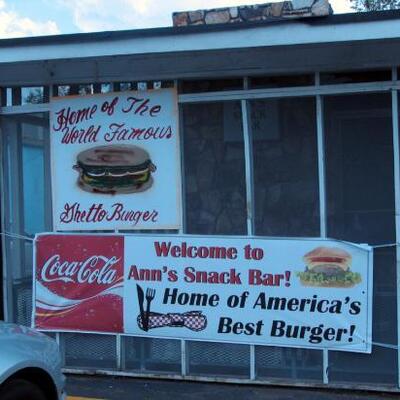 Home of The
World Famous
Ghetto Burger
Coca-Cola
Welcome to
Ann's Snack Bar!
Home of America's
Best Burger!